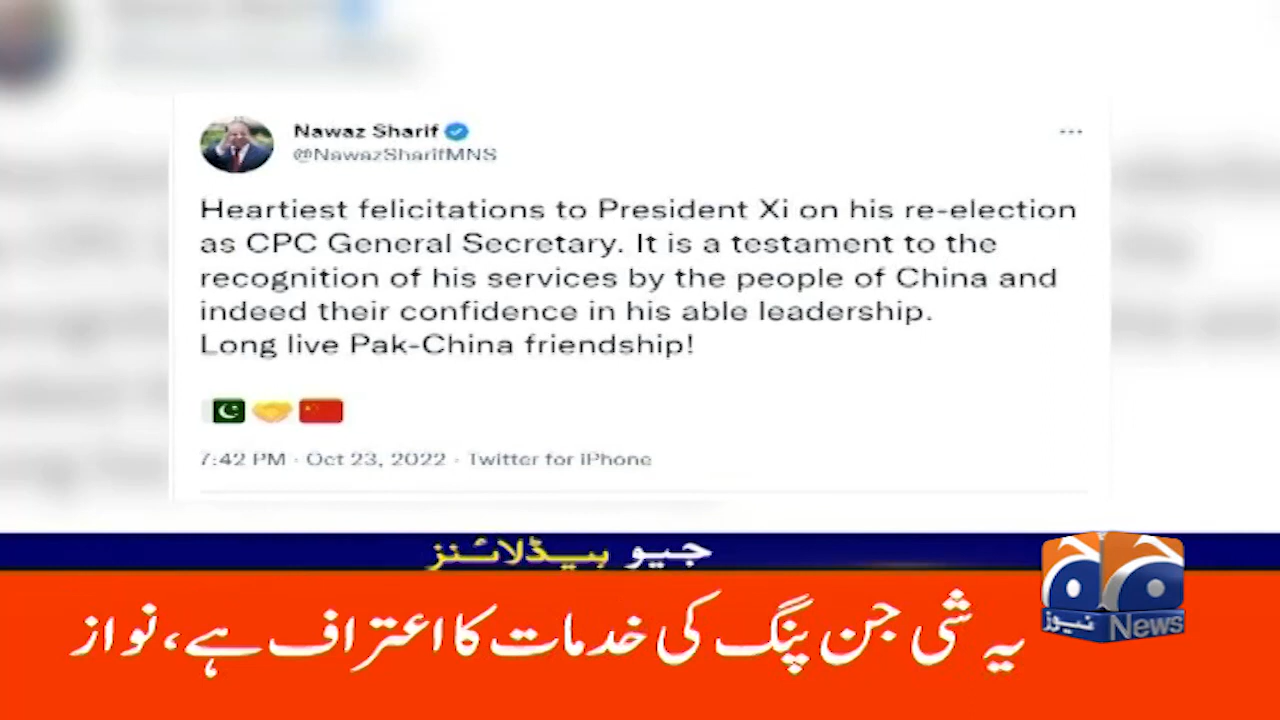 Nawaz Sharif
@NawazSharifMNS
Heartiest felicitations to President Xi on his re-election
as CPC General Secretary. It is a testament to the
recognition of his services by the people of China and
indeed their confidence in his able leadership.
Long live Pak-China friendship!
🇵🇰🤝🇨🇳
7:42 PM · Oct 23, 2022 · Twitter for iPhone
جیو ہیڈلائنز
یہ شی جن پنگ کی خدمات کا اعتراف ہے، نواز
نیوز News